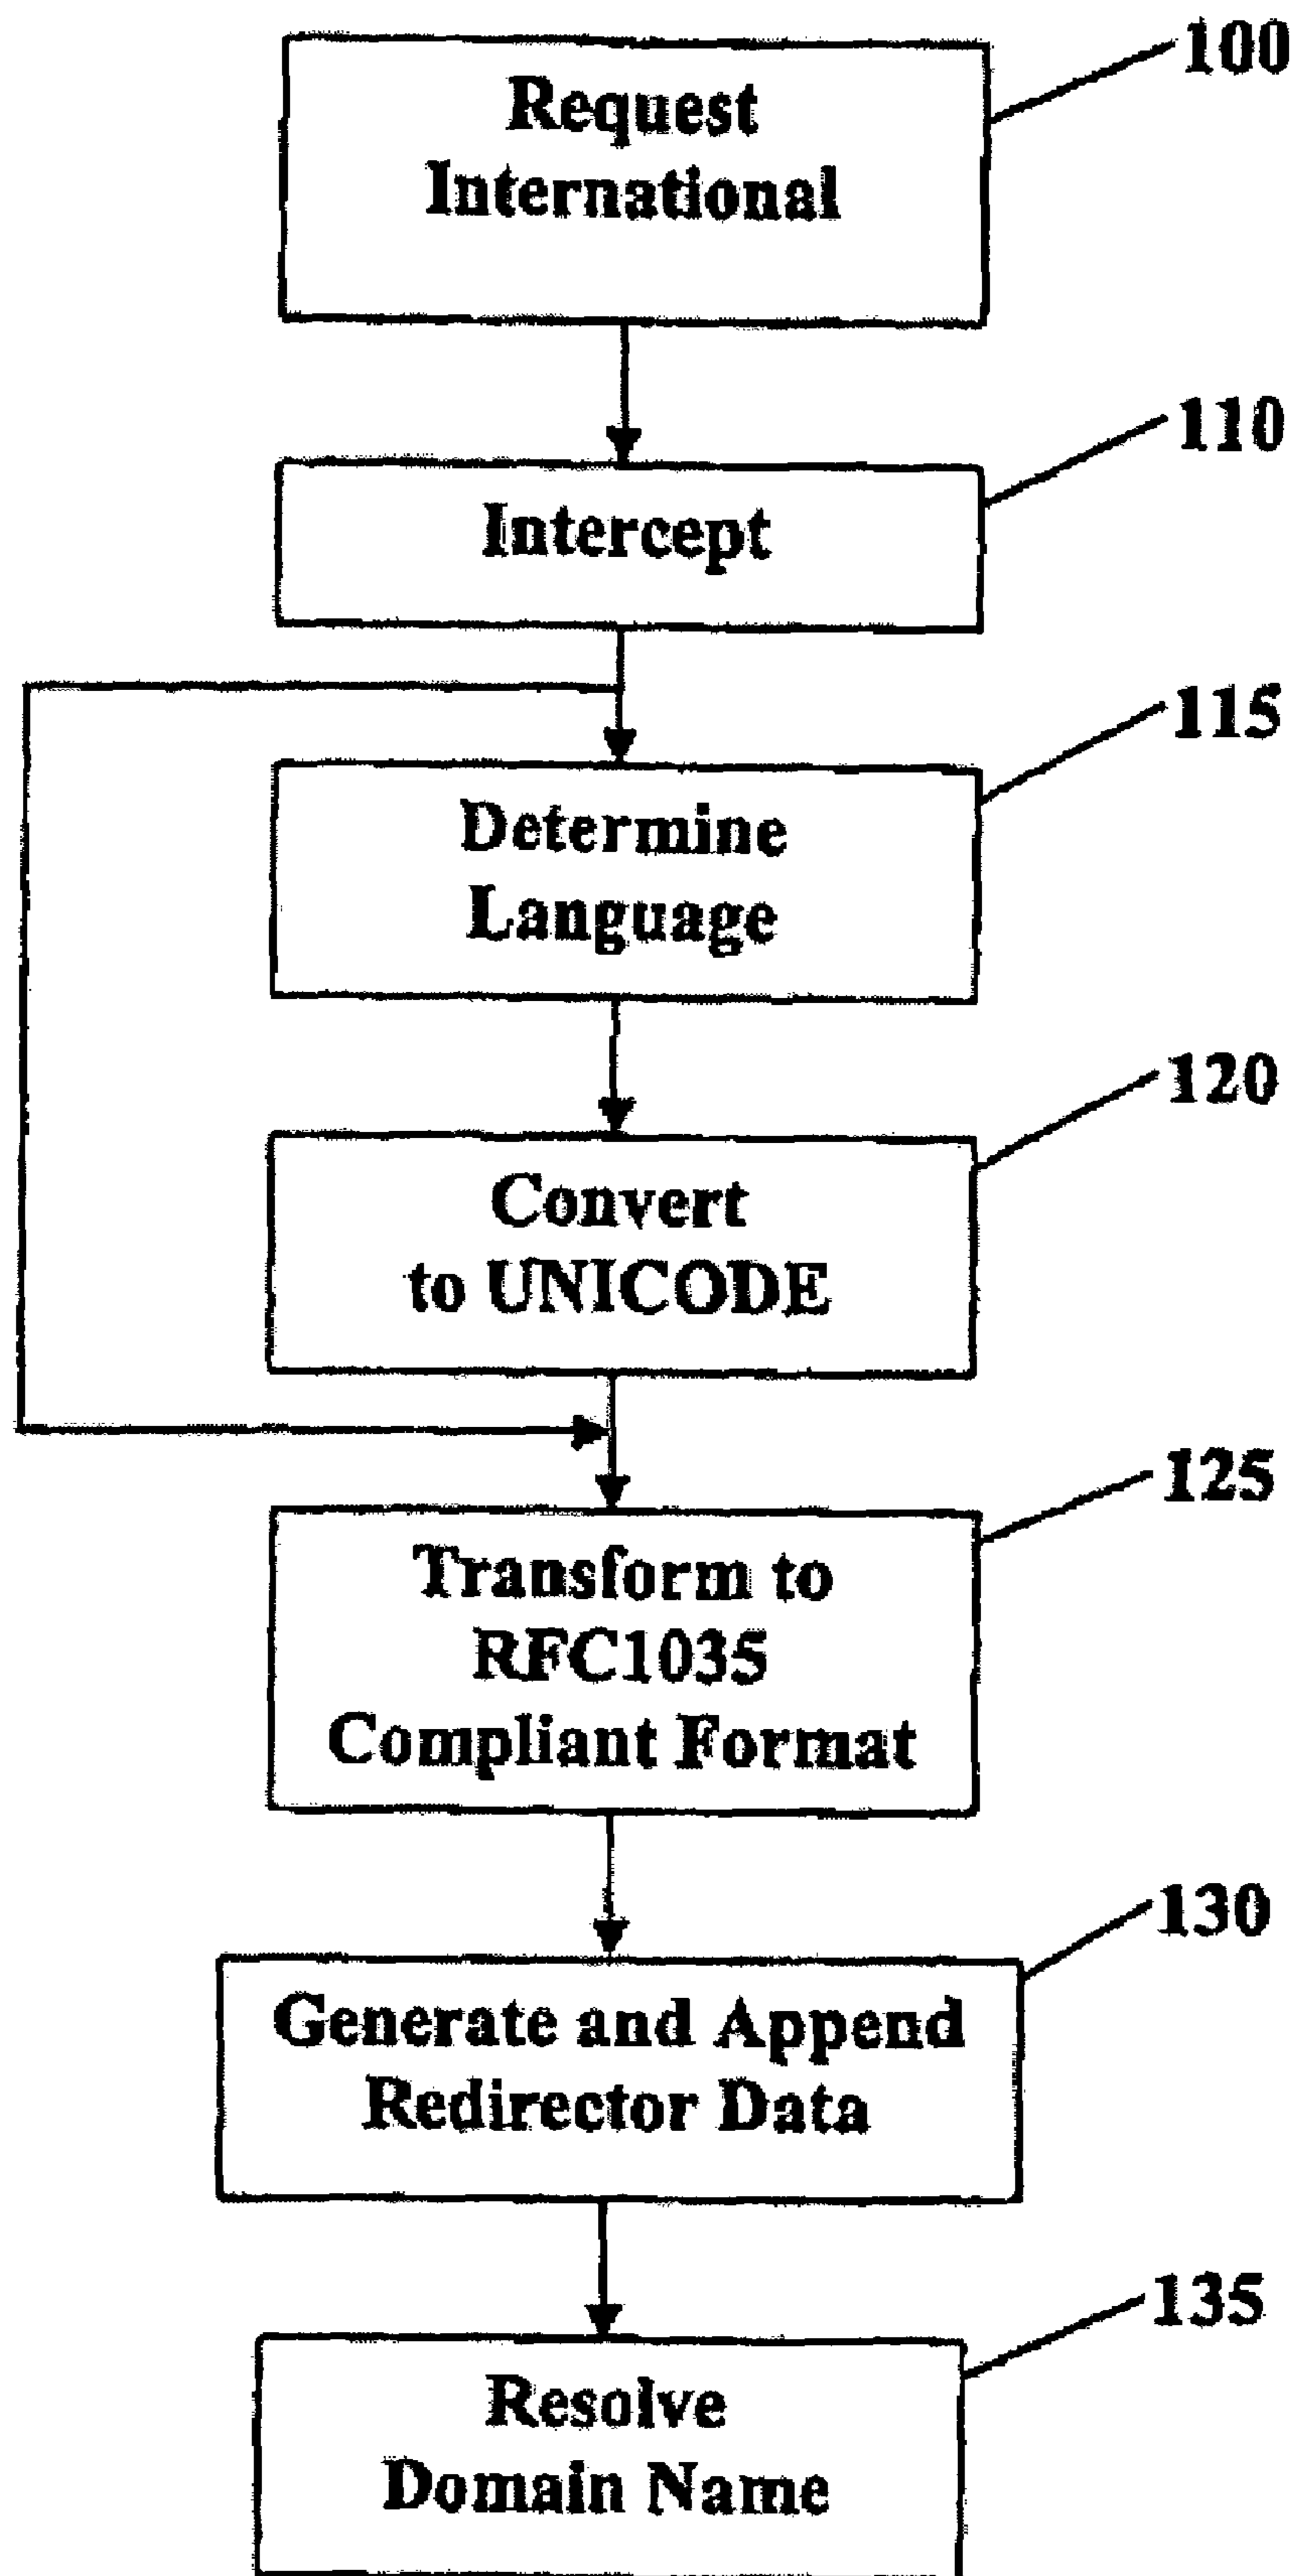 100
Request
International
110
Intercept
115
Determine
Language
120
Convert
to UNICODE
125
Transform to
RFC1035
Compliant Format
130
Generate and Append
Redirector Data
135
Resolve
Domain Name